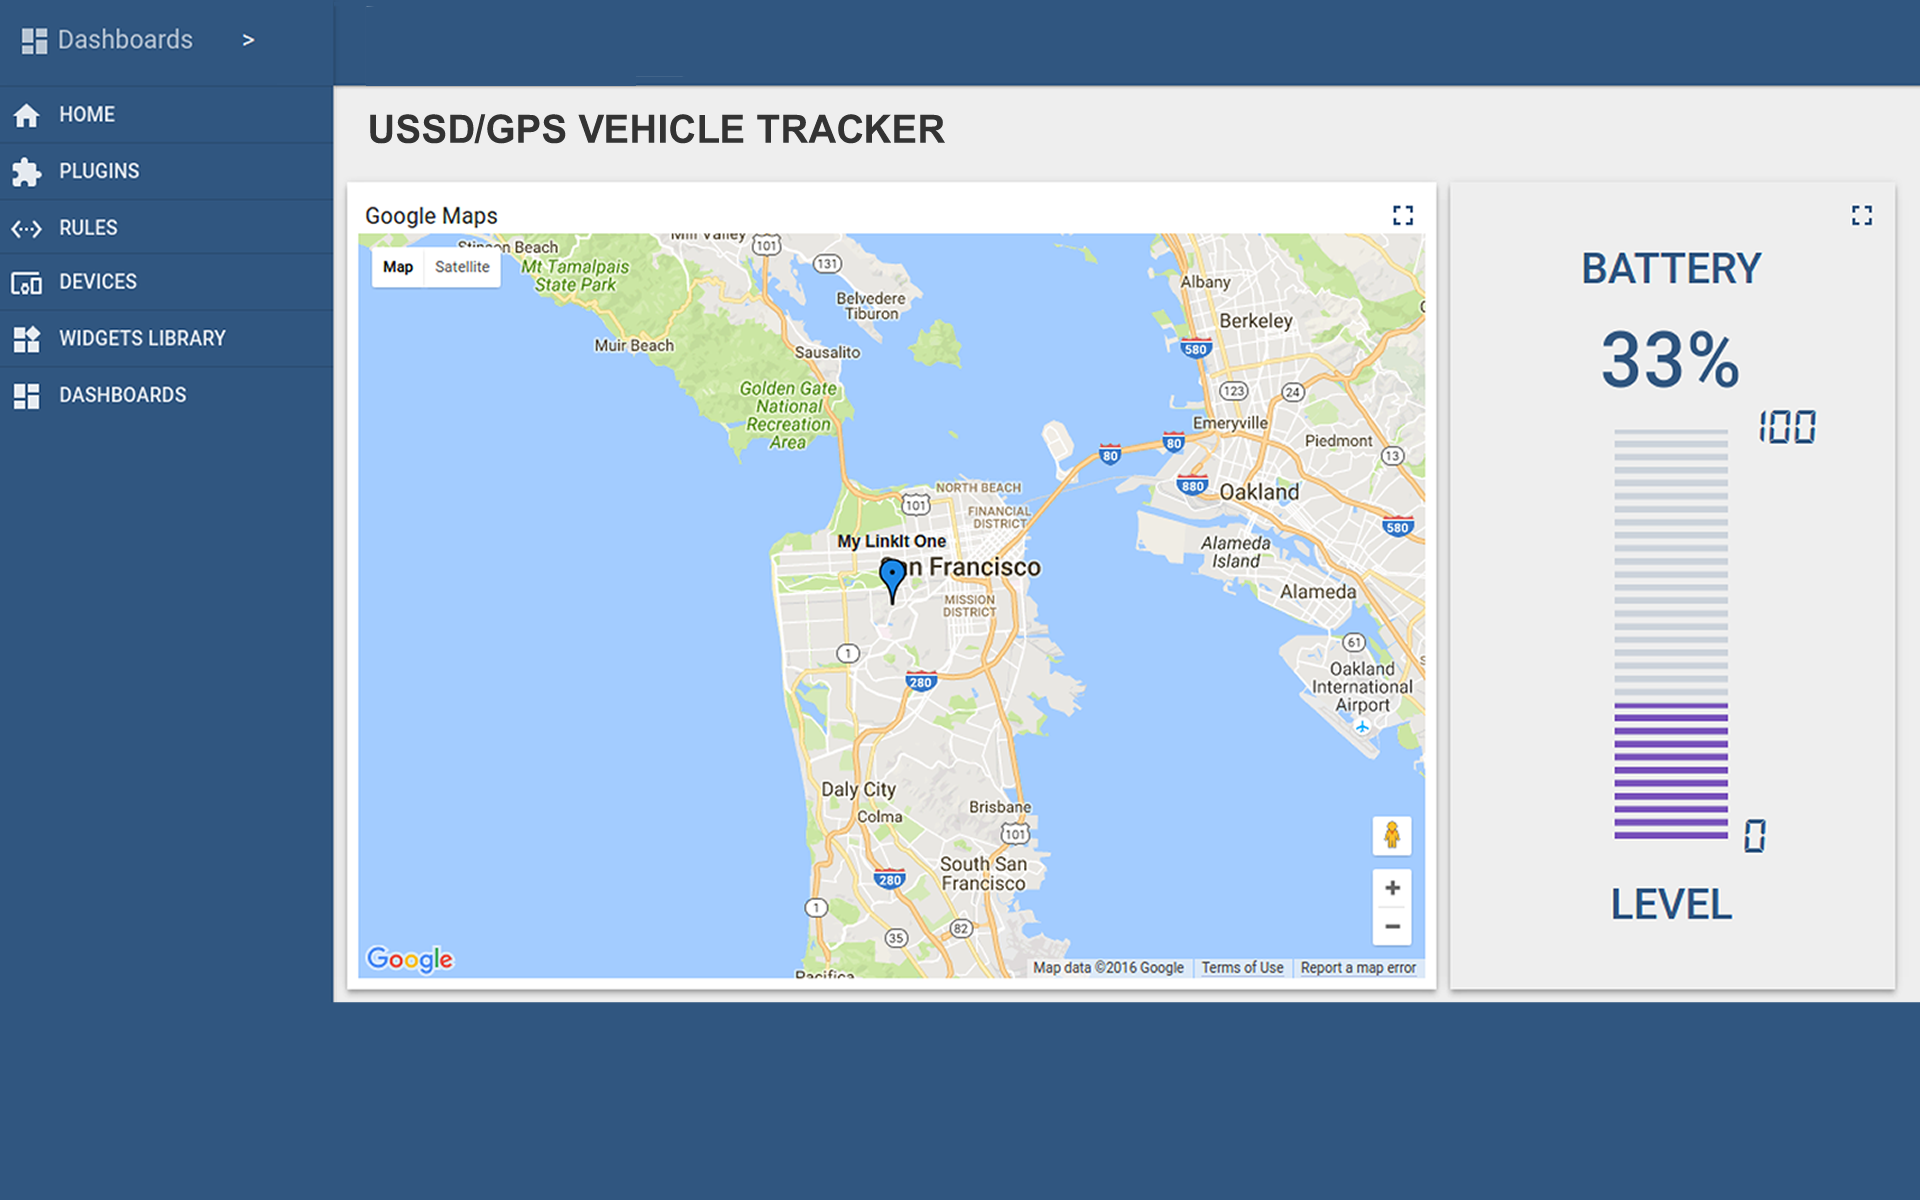 Dashboards >
HOME
PLUGINS
RULES
DEVICES
WIDGETS LIBRARY
DASHBOARDS
USSD/GPS VEHICLE TRACKER
Google Maps
Map Satellite
Stinson Beach
Mill Valley
101
131
Mt Tamalpais
State Park
Belvedere
Tiburon
Albany
Berkeley
580
Muir Beach
Sausalito
Golden Gate
National
Recreation
Area
123
24
Emeryville
Piedmont
13
80
80
880
Oakland
580
NORTH BEACH
101
FINANCIAL
DISTRICT
My LinkIt One
San Francisco
MISSION
DISTRICT
Alameda
Island
Alameda
61
Oakland
International
Airport
1
280
Daly City
Colma
Brisbane
101
South San
Francisco
280
1
35
82
Pacifica
+
−
Google
Map data ©2016 Google
Terms of Use
Report a map error
BATTERY
33%
100
0
LEVEL